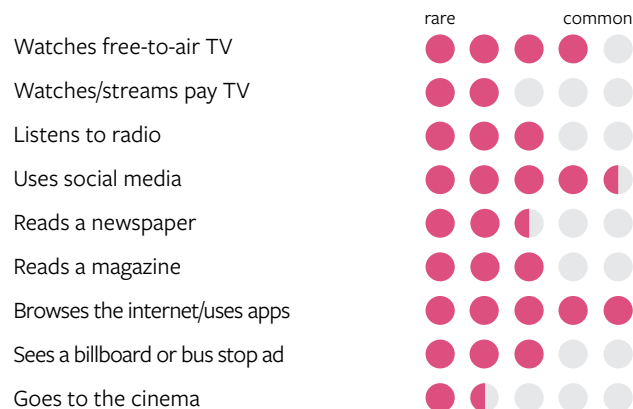 rare common
Watches free-to-air TV
Watches/streams pay TV
Listens to radio
Uses social media
Reads a newspaper
Reads a magazine
Browses the internet/uses apps
Sees a billboard or bus stop ad
Goes to the cinema